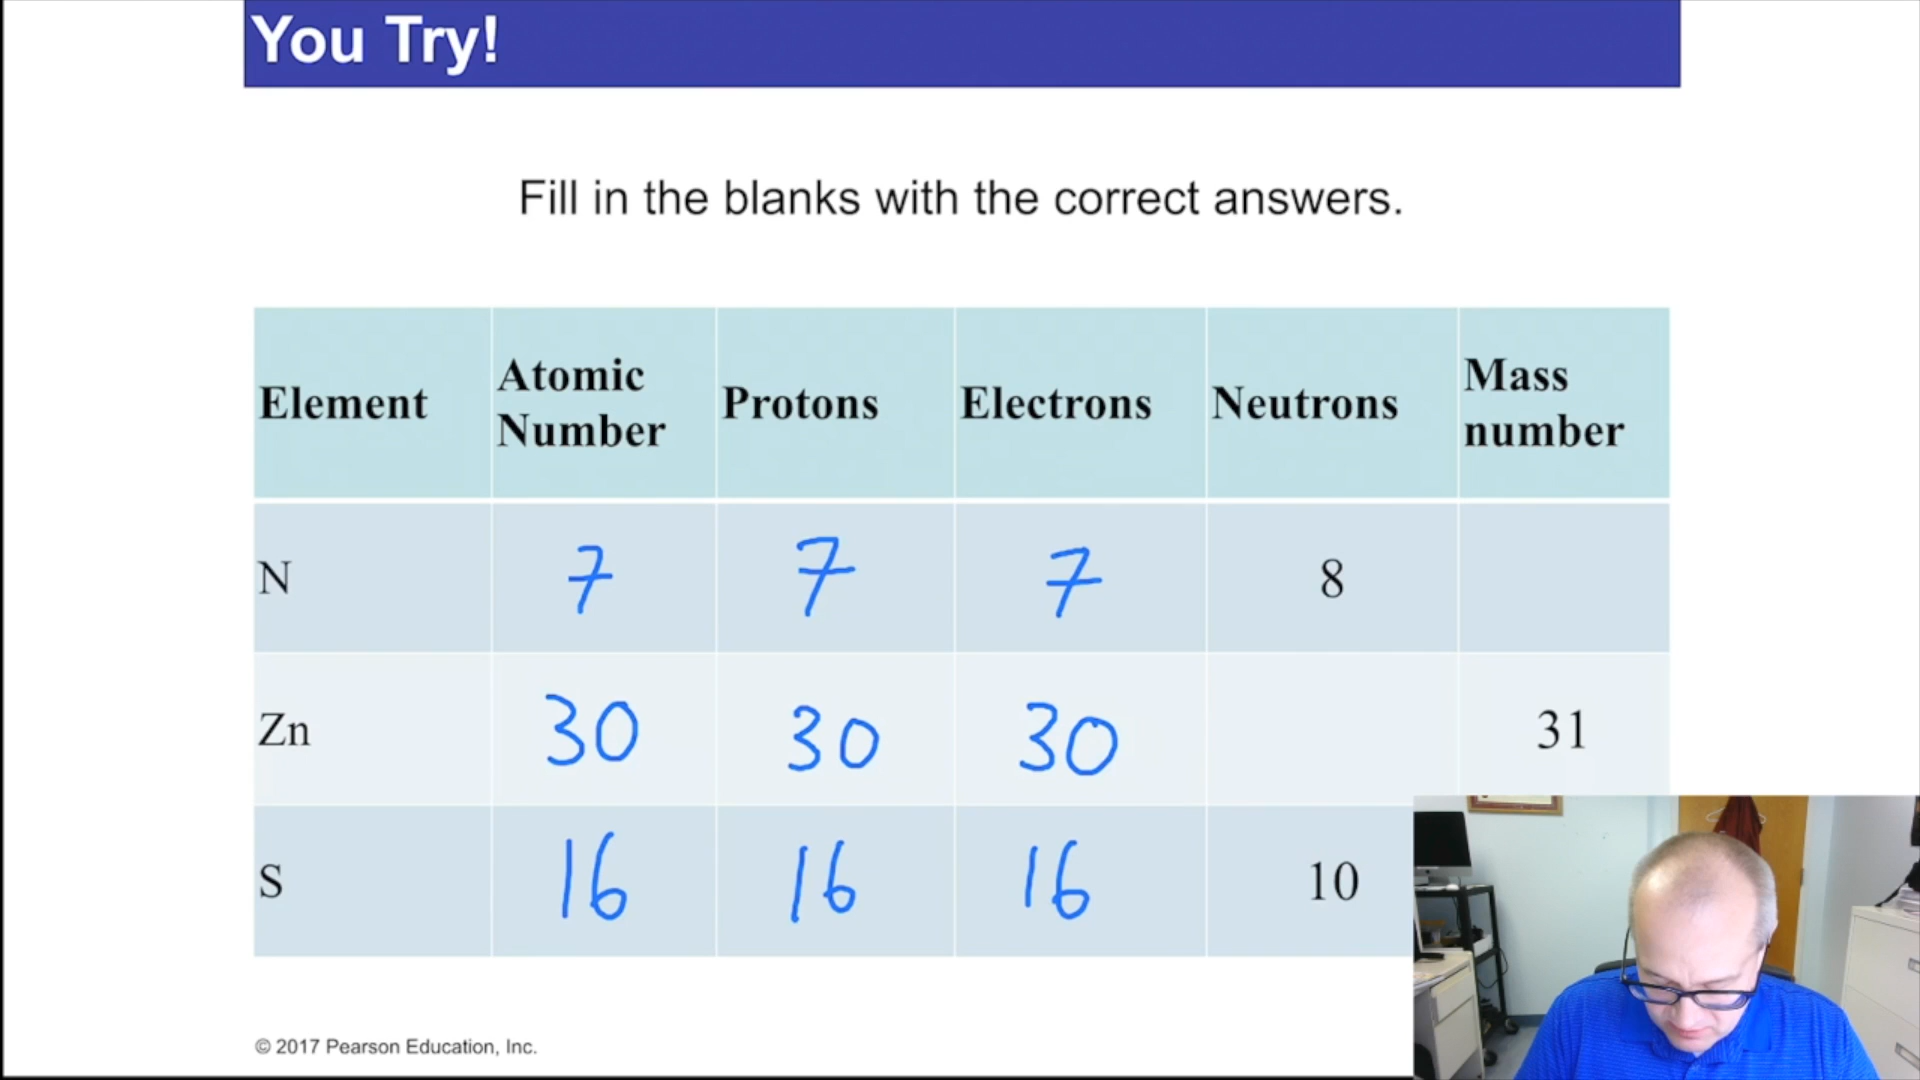 You Try!
Fill in the blanks with the correct answers.
Element Atomic Number Protons Electrons Neutrons Mass number
N 7 7 7 8
Zn 30 30 30 31
S 16 16 16 10
© 2017 Pearson Education, Inc.